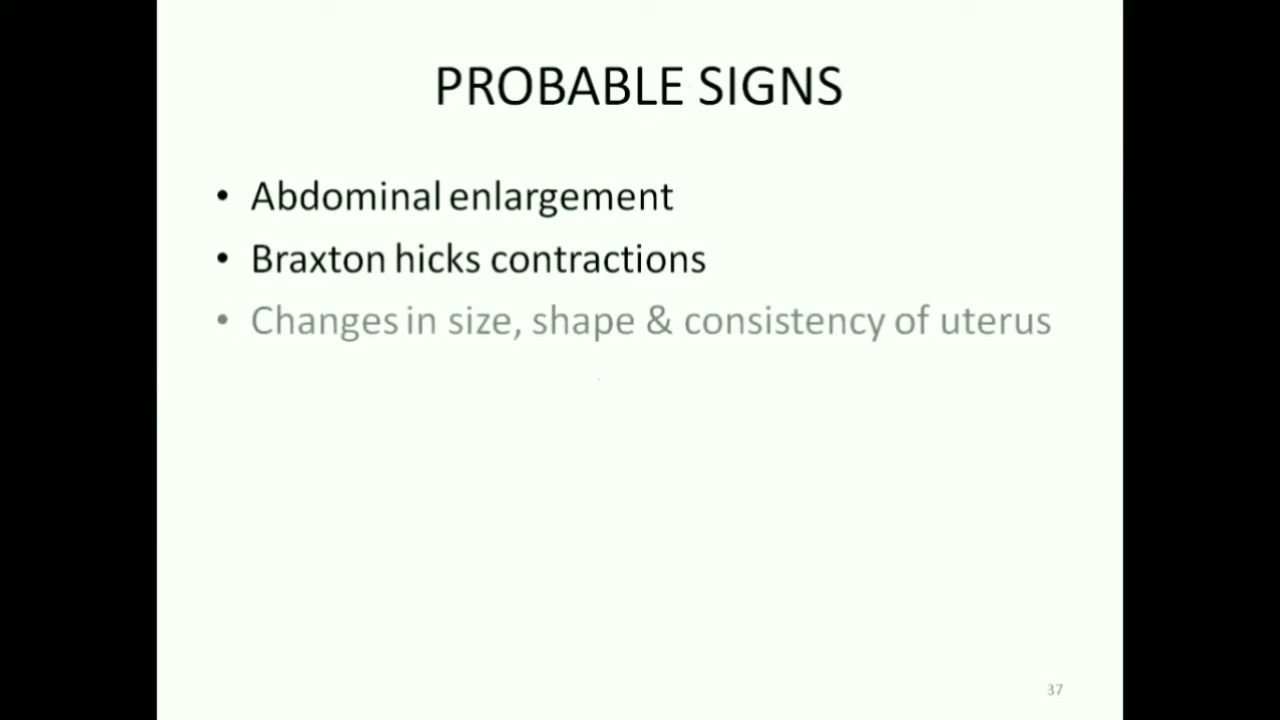 PROBABLE SIGNS
• Abdominal enlargement
• Braxton hicks contractions
• Changes in size, shape & consistency of uterus
37